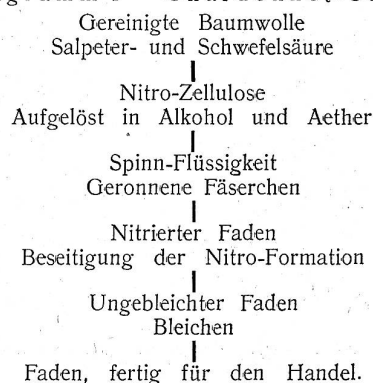 Gereinigte Baumwolle
Salpeter- und Schwefelsäure
Nitro-Zellulose
Aufgelöst in Alkohol und Aether
Spinn-Flüssigkeit
Geronnene Fäserchen
Nitrierter Faden
Beseitigung der Nitro-Formation
Ungebleichter Faden
Bleichen
Faden, fertig für den Handel.